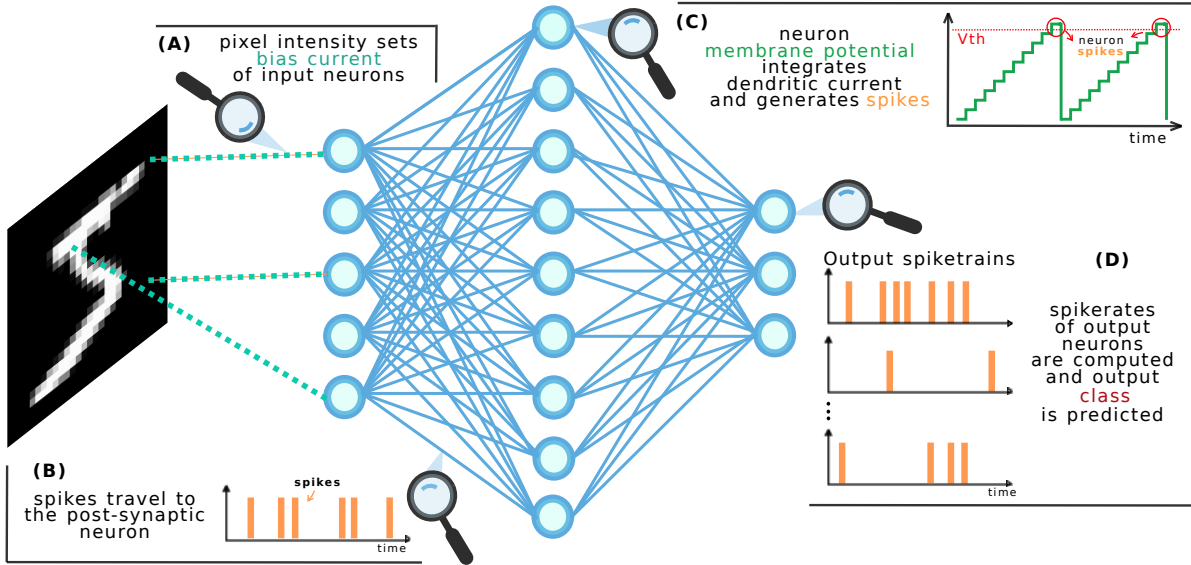 (A)
pixel intensity sets
bias current
of input neurons
(C)
neuron
membrane potential
integrates
dendritic current
and generates spikes
Vth
neuron
spikes
time
Output spiketrains
(D)
spikerates
of output
neurons
are computed
and output
class
is predicted
time
(B)
spikes travel to
the post-synaptic
neuron
spikes
time